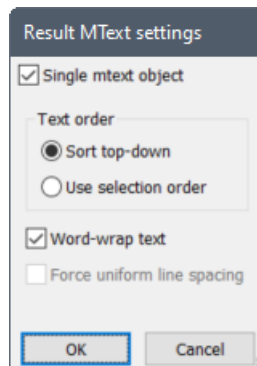 Result MText settings
Single mtext object
Text order
Sort top-down
Use selection order
Word-wrap text
Force uniform line spacing
OK Cancel